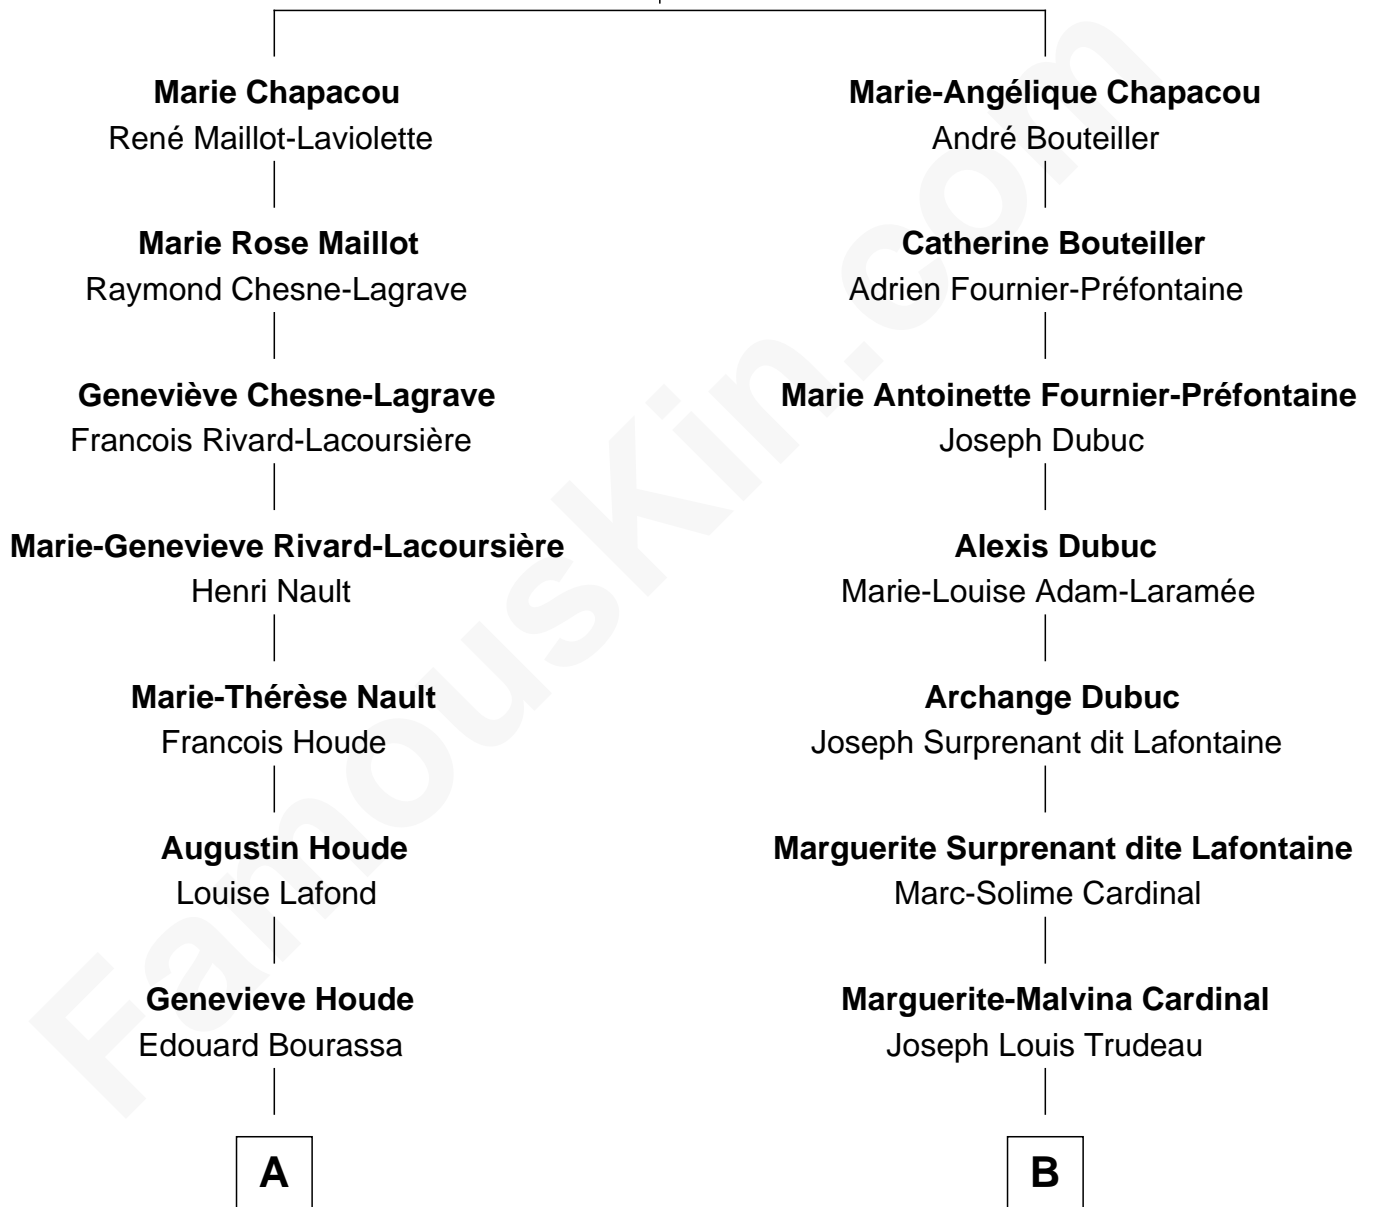 Marie Chapacou
René Maillot-Laviolette
Marie Rose Maillot
Raymond Chesne-Lagrave
Geneviève Chesne-Lagrave
Francois Rivard-Lacoursière
Marie-Genevieve Rivard-Lacoursière
Henri Nault
Marie-Thérèse Nault
Francois Houde
Augustin Houde
Louise Lafond
Genevieve Houde
Edouard Bourassa
A
Marie-Angélique Chapacou
André Bouteiller
Catherine Bouteiller
Adrien Fournier-Préfontaine
Marie Antoinette Fournier-Préfontaine
Joseph Dubuc
Alexis Dubuc
Marie-Louise Adam-Laramée
Archange Dubuc
Joseph Surprenant dit Lafontaine
Marguerite Surprenant dite Lafontaine
Marc-Solime Cardinal
Marguerite-Malvina Cardinal
Joseph Louis Trudeau
B
FamousKin.com